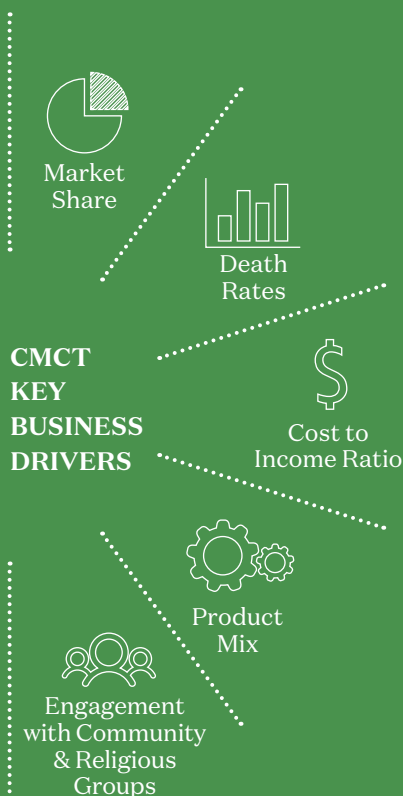 Market
Share
Death
Rates
CMCT
KEY
BUSINESS
DRIVERS
$
Cost to
Income Ratio
Product
Mix
Engagement
with Community
& Religious
Groups